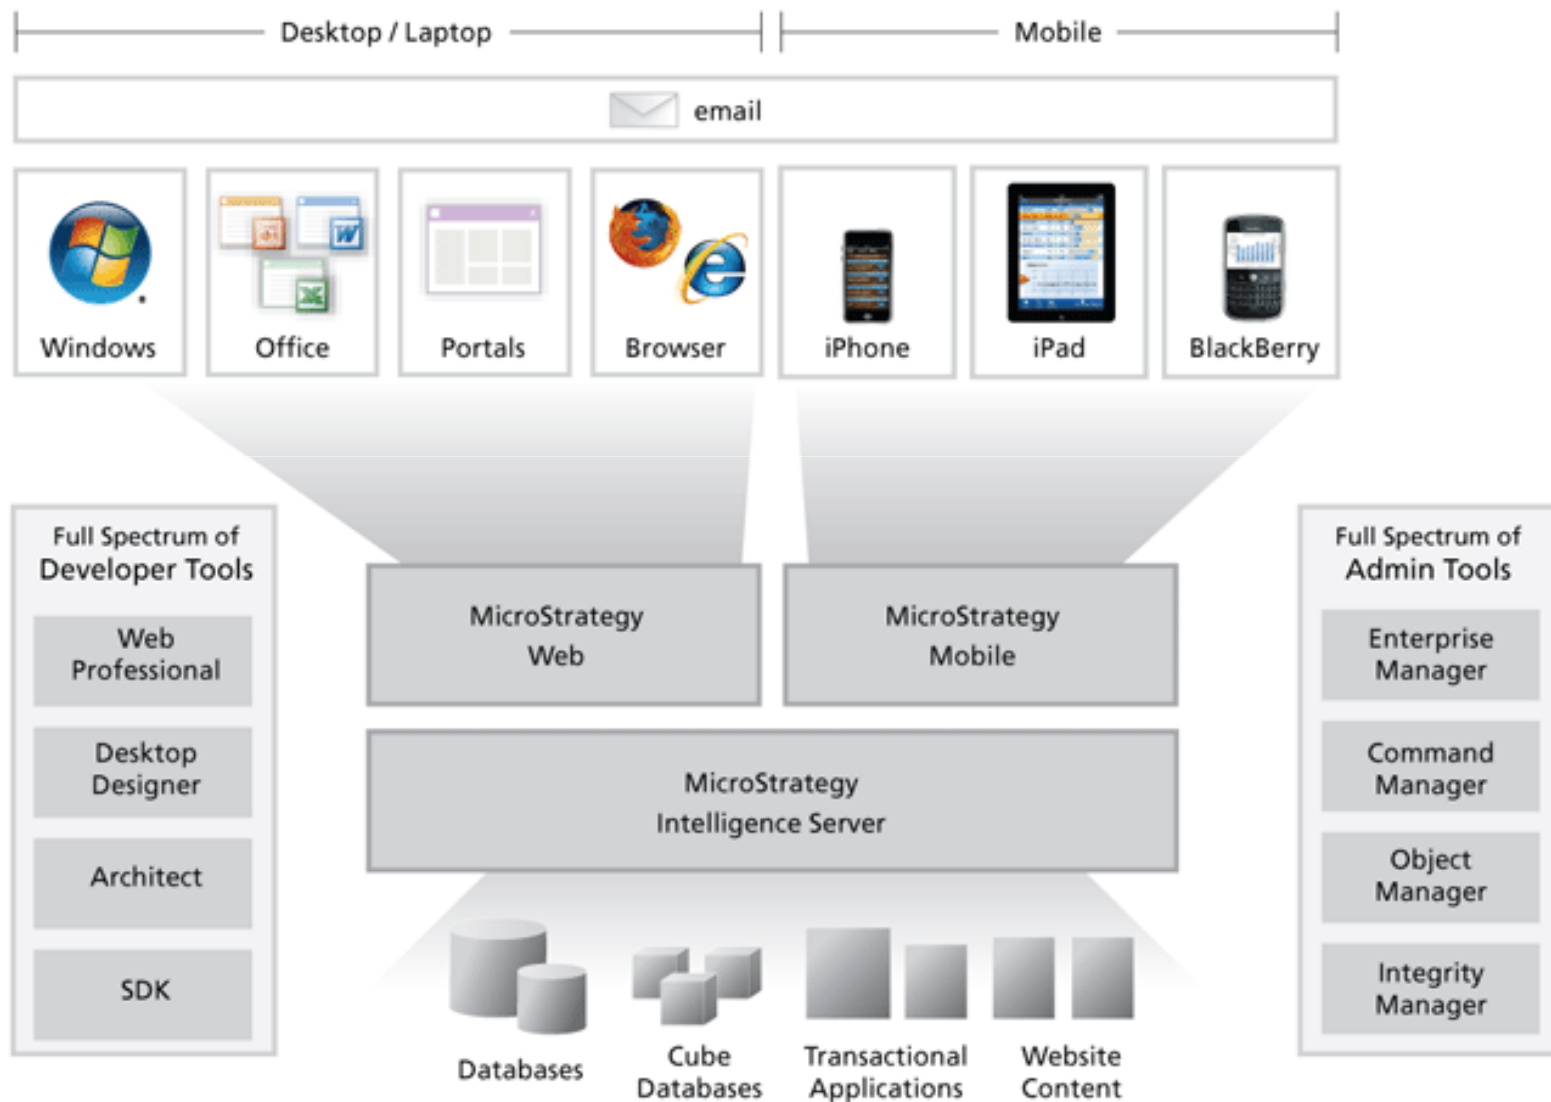 Desktop / Laptop
Mobile
email
Windows
Office
Portals
Browser
iPhone
iPad
BlackBerry
Full Spectrum of
Developer Tools
Web
Professional
Desktop
Designer
Architect
SDK
MicroStrategy
Web
MicroStrategy
Mobile
MicroStrategy
Intelligence Server
Full Spectrum of
Admin Tools
Enterprise
Manager
Command
Manager
Object
Manager
Integrity
Manager
Databases
Cube
Databases
Transactional
Applications
Website
Content